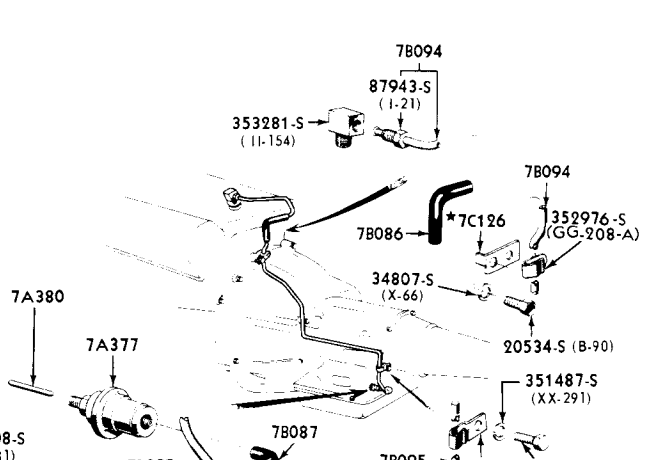 7B094
87943-S
(I-21)
353281-S
(II-154)
7B094
352976-S
(GG-208-A)
★7C126
7B086
34807-S
(X-66)
7A380
7A377
20534-S (B-90)
351487-S
(XX-291)
7B087